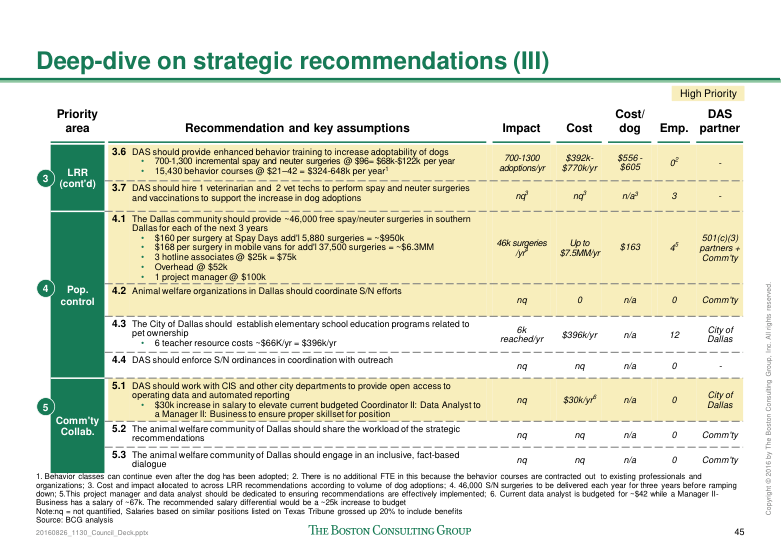 Deep-dive on strategic recommendations (III)
High Priority
Priority area
Recommendation and key assumptions
Impact
Cost
Cost/ dog
Emp.
DAS partner
3
LRR (cont'd)
3.6 DAS should provide enhanced behavior training to increase adoptability of dogs
• 700-1,300 incremental spay and neuter surgeries @ $96= $68k-$122k per year
• 15,430 behavior courses @ $21–42 = $324-648k per year1
700-1300 adoptions/yr
$392k-$770k/yr
$556 - $605
02
-
3.7 DAS should hire 1 veterinarian and 2 vet techs to perform spay and neuter surgeries
and vaccinations to support the increase in dog adoptions
nq3
nq3
n/a3
3
-
4
Pop. control
4.1 The Dallas community should provide ~46,000 free spay/neuter surgeries in southern
Dallas for each of the next 3 years
• $160 per surgery at Spay Days add'l 5,880 surgeries = ~$950k
• $168 per surgery in mobile vans for add'l 37,500 surgeries = ~$6.3MM
• 3 hotline associates @ $25k = $75k
• Overhead @ $52k
• 1 project manager @ $100k
46k surgeries /yr4
Up to $7.5MM/yr
$163
45
501(c)(3) partners + Comm'ty
4.2 Animal welfare organizations in Dallas should coordinate S/N efforts
nq
0
n/a
0
Comm'ty
4.3 The City of Dallas should establish elementary school education programs related to
pet ownership
• 6 teacher resource costs ~$66K/yr = $396k/yr
6k reached/yr
$396k/yr
n/a
12
City of Dallas
4.4 DAS should enforce S/N ordinances in coordination with outreach
nq
nq
n/a
0
-
5
Comm'ty Collab.
5.1 DAS should work with CIS and other city departments to provide open access to
operating data and automated reporting
• $30k increase in salary to elevate current budgeted Coordinator II: Data Analyst to
a Manager II: Business to ensure proper skillset for position
nq
$30k/yr6
n/a
0
City of Dallas
5.2 The animal welfare community of Dallas should share the workload of the strategic
recommendations
nq
nq
n/a
0
Comm'ty
5.3 The animal welfare community of Dallas should engage in an inclusive, fact-based
dialogue
nq
nq
n/a
0
Comm'ty
1. Behavior classes can continue even after the dog has been adopted; 2. There is no additional FTE in this because the behavior courses are contracted out to existing professionals and
organizations; 3. Cost and impact allocated to across LRR recommendations according to volume of dog adoptions; 4. 46,000 S/N surgeries to be delivered each year for three years before ramping
down; 5.This project manager and data analyst should be dedicated to ensuring recommendations are effectively implemented; 6. Current data analyst is budgeted for ~$42 while a Manager II-
Business has a salary of ~67k. The recommended salary differential would be a ~25k increase to budget
Note:nq = not quantified, Salaries based on similar positions listed on Texas Tribune grossed up 20% to include benefits
Source: BCG analysis
20160826_1130_Council_Deck.pptx
THE BOSTON CONSULTING GROUP
45
Copyright © 2016 by The Boston Consulting Group, Inc. All rights reserved.